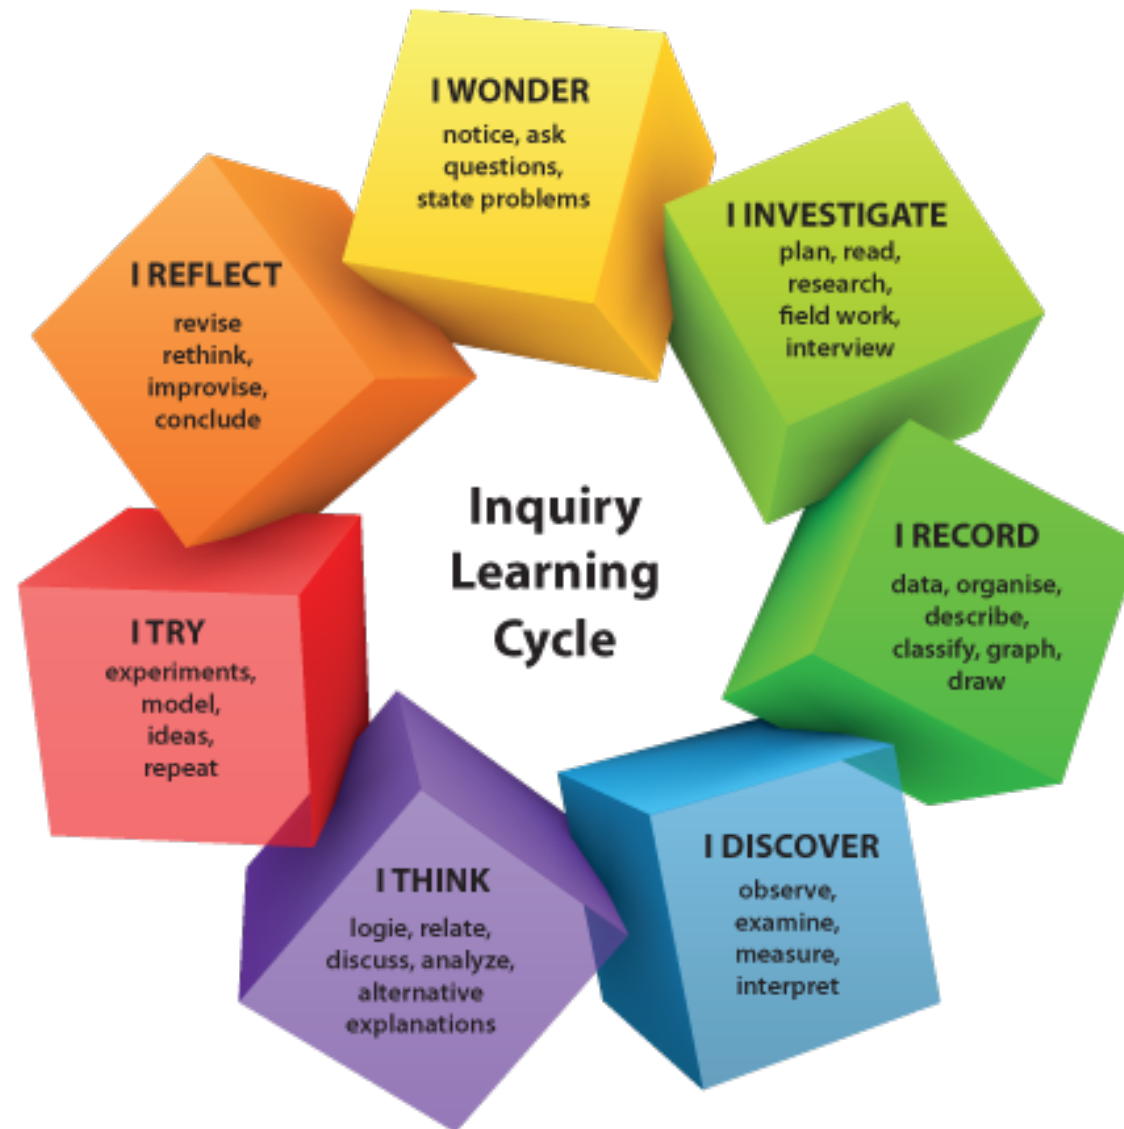 I WONDER
notice, ask
questions,
state problems
I INVESTIGATE
plan, read,
research,
field work,
interview
I RECORD
data, organise,
describe,
classify, graph,
draw
I DISCOVER
observe,
examine,
measure,
interpret
I THINK
logie, relate,
discuss, analyze,
alternative
explanations
I TRY
experiments,
model,
ideas,
repeat
I REFLECT
revise
rethink,
improvise,
conclude
Inquiry
Learning
Cycle